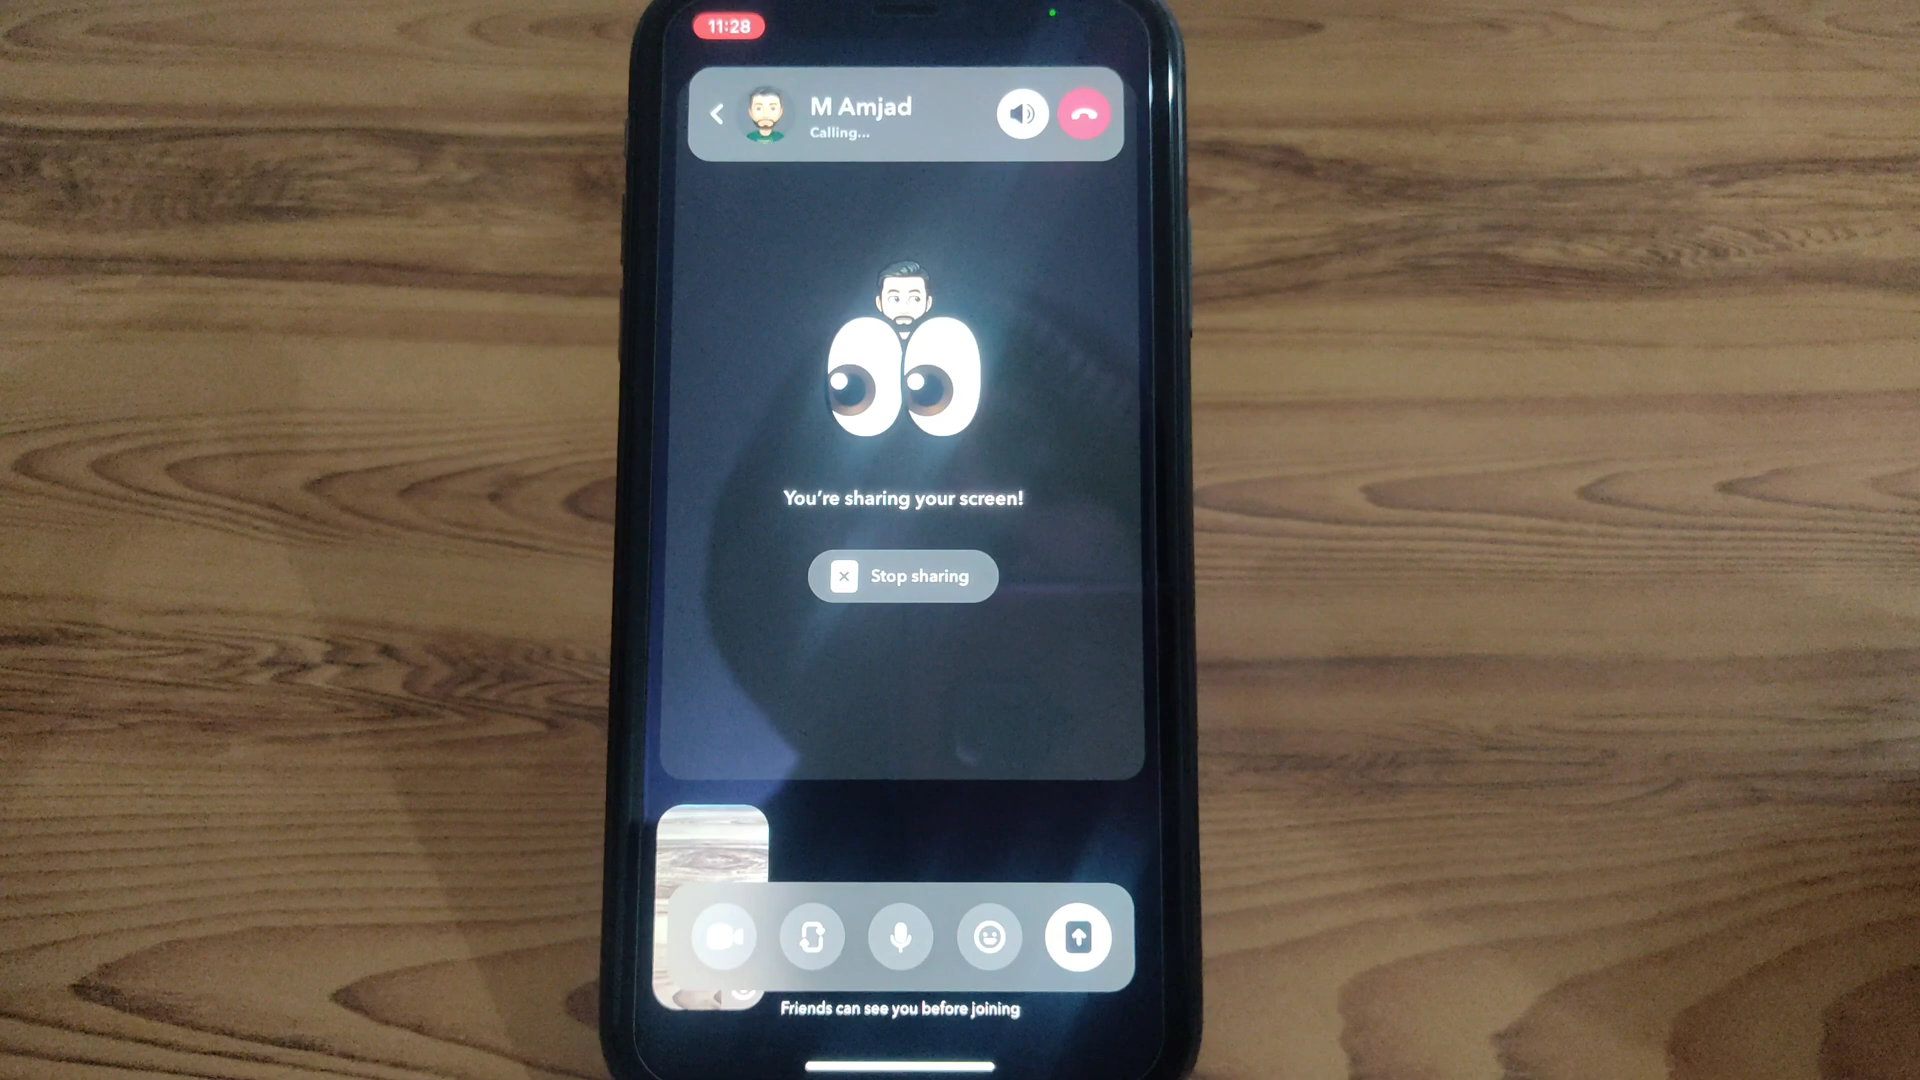 11:28
M Amjad
Calling...
You're sharing your screen!
Stop sharing
Friends can see you before joining